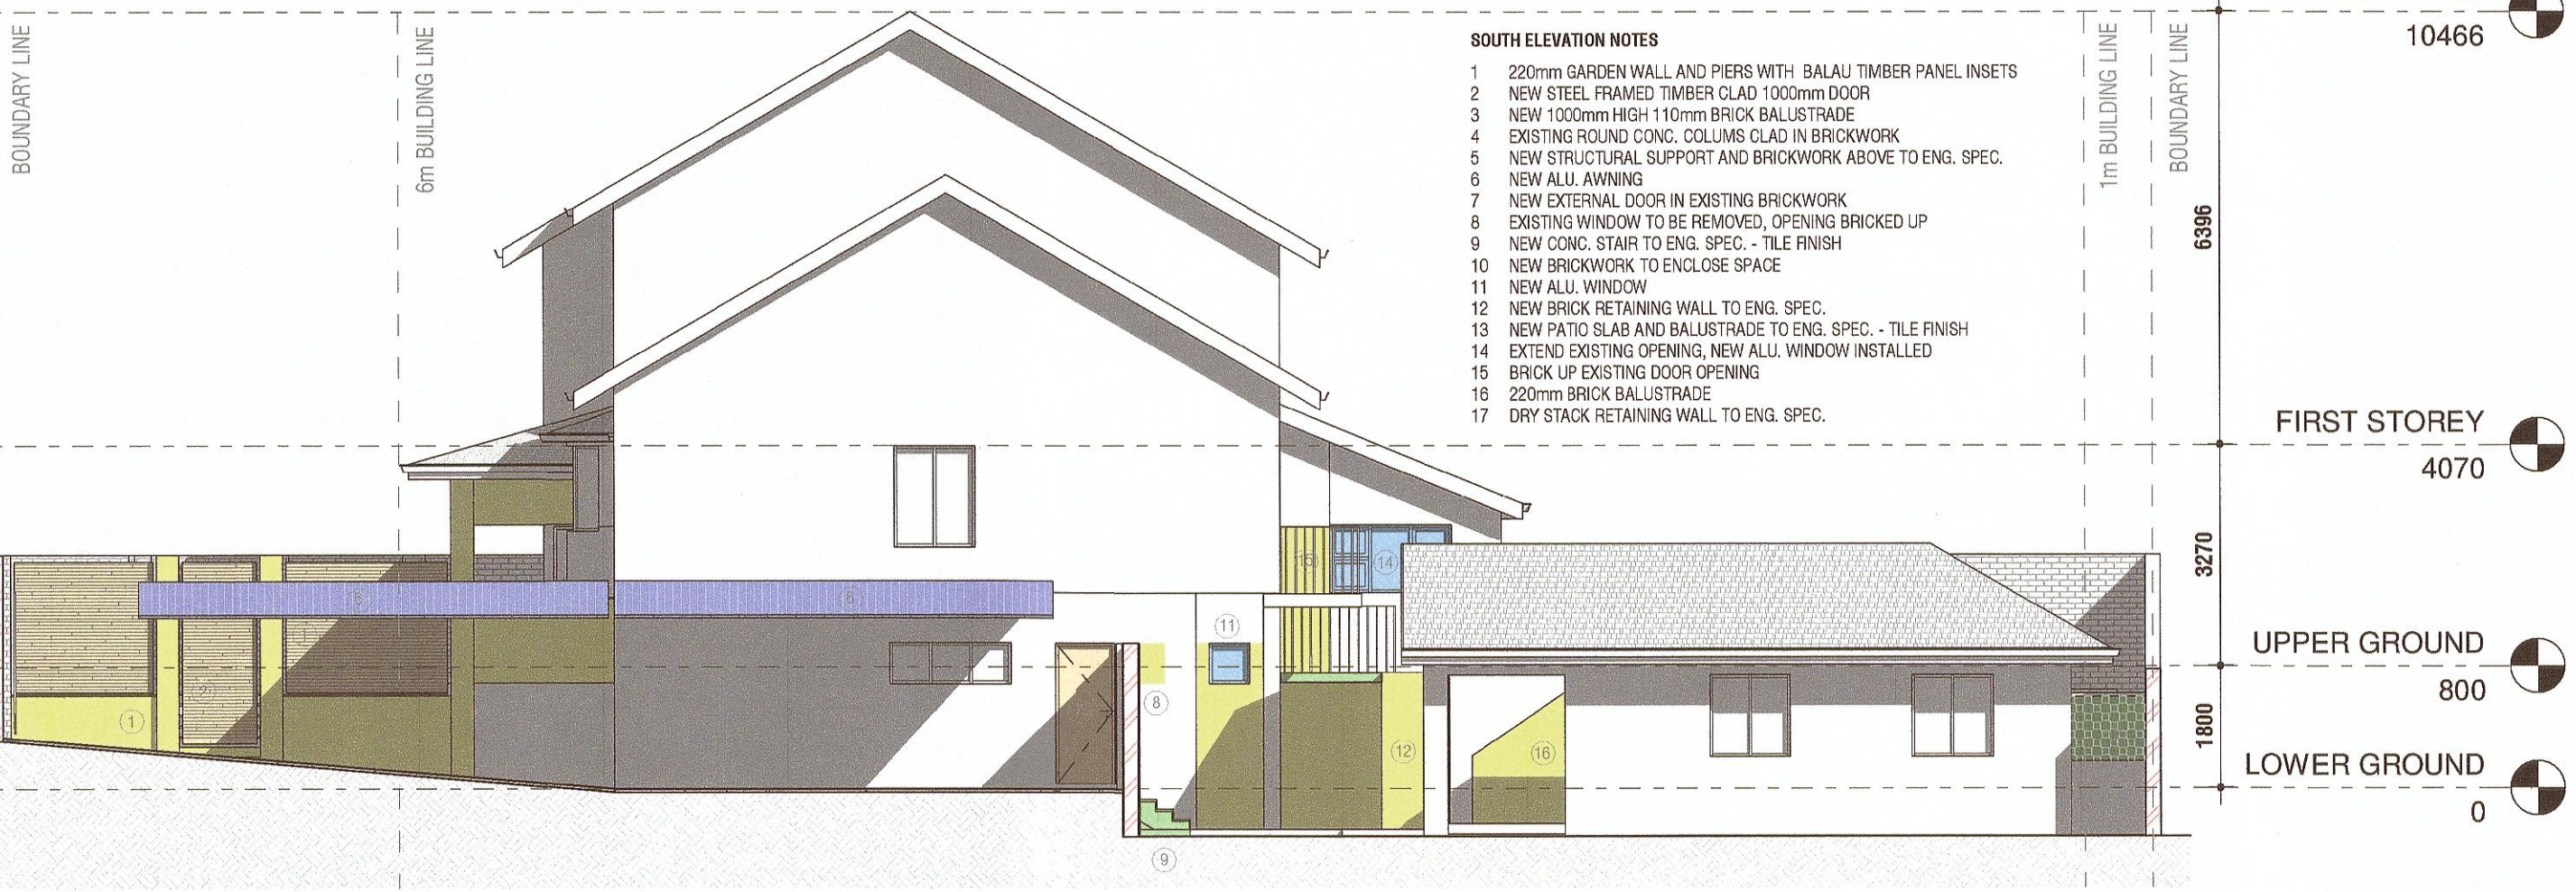 BOUNDARY LINE
6m BUILDING LINE
SOUTH ELEVATION NOTES
1 220mm GARDEN WALL AND PIERS WITH BALAU TIMBER PANEL INSETS
2 NEW STEEL FRAMED TIMBER CLAD 1000mm DOOR
3 NEW 1000mm HIGH 110mm BRICK BALUSTRADE
4 EXISTING ROUND CONC. COLUMS CLAD IN BRICKWORK
5 NEW STRUCTURAL SUPPORT AND BRICKWORK ABOVE TO ENG. SPEC.
6 NEW ALU. AWNING
7 NEW EXTERNAL DOOR IN EXISTING BRICKWORK
8 EXISTING WINDOW TO BE REMOVED, OPENING BRICKED UP
9 NEW CONC. STAIR TO ENG. SPEC. - TILE FINISH
10 NEW BRICKWORK TO ENCLOSE SPACE
11 NEW ALU. WINDOW
12 NEW BRICK RETAINING WALL TO ENG. SPEC.
13 NEW PATIO SLAB AND BALUSTRADE TO ENG. SPEC. - TILE FINISH
14 EXTEND EXISTING OPENING, NEW ALU. WINDOW INSTALLED
15 BRICK UP EXISTING DOOR OPENING
16 220mm BRICK BALUSTRADE
17 DRY STACK RETAINING WALL TO ENG. SPEC.
1m BUILDING LINE
BOUNDARY LINE
10466
6396
FIRST STOREY
4070
3270
UPPER GROUND
800
1800
LOWER GROUND
0
15
14
6
6
11
1
2
8
12
16
9